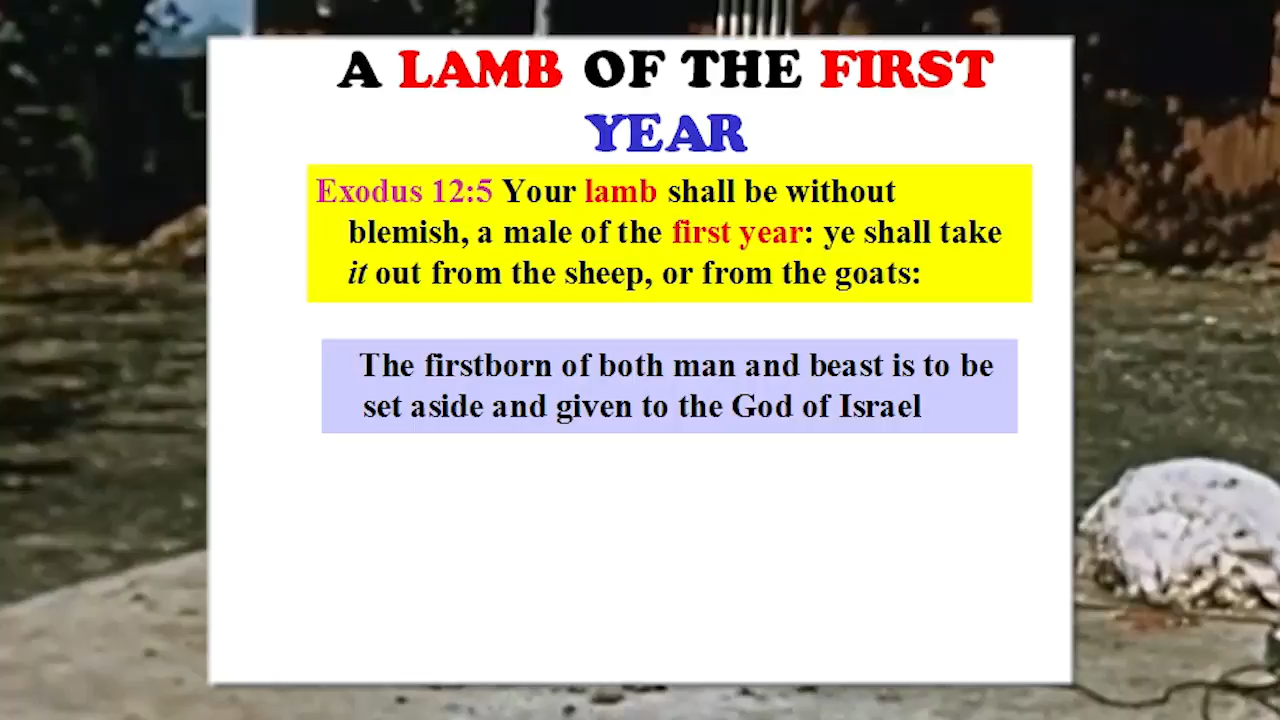 A LAMB OF THE FIRST
YEAR
Exodus 12:5 Your lamb shall be without
blemish, a male of the first year: ye shall take
it out from the sheep, or from the goats:
The firstborn of both man and beast is to be
set aside and given to the God of Israel